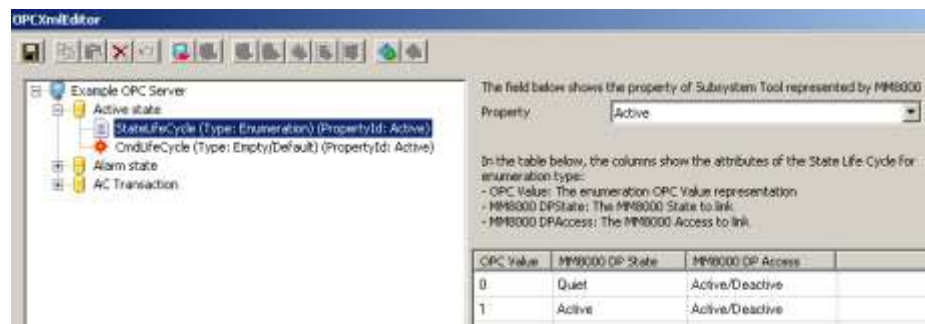 OPCXmlEditor
Example OPC Server
Active state
StateLifeCycle (Type: Enumeration) (PropertyId: Active)
CmdLifeCycle (Type: Empty/Default) (PropertyId: Active)
Alarm state
AC Transaction
The field below shows the property of Subsystem Tool represented by MM8000
Property Active
In the table below, the columns show the attributes of the State Life Cycle for
enumeration type:
- OPC Value: The enumeration OPC Value representation
- MM8000 DPState: The MM8000 State to link
- MM8000 DPAccess: The MM8000 Access to link
OPC Value MM8000 DP State MM8000 DP Access
0 Quiet Active/Deactive
1 Active Active/Deactive